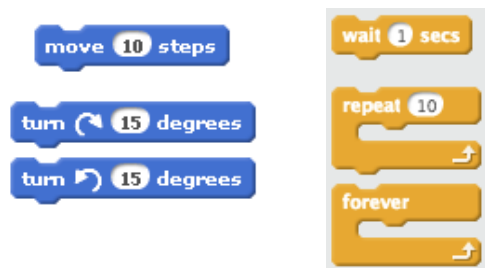 move 10 steps
turn 15 degrees
turn 15 degrees
wait 1 secs
repeat 10
forever